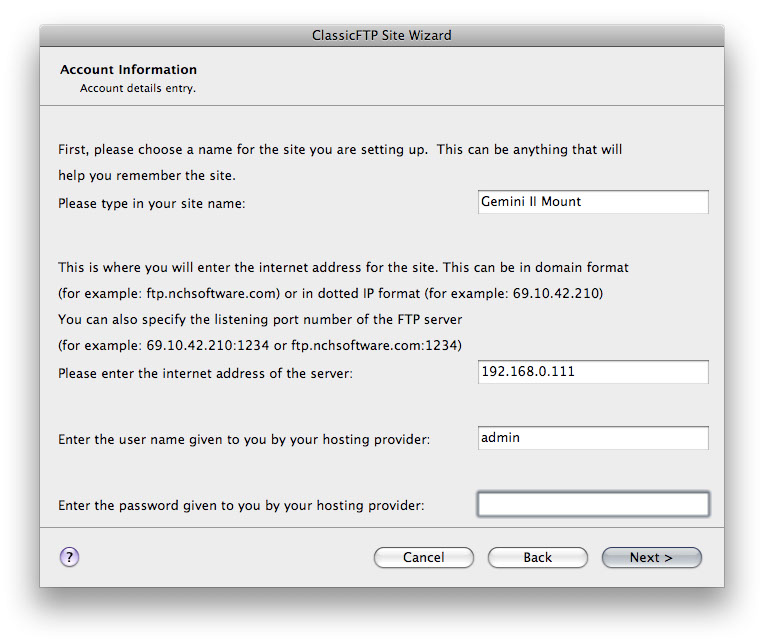 ClassicFTP Site Wizard
Account Information
Account details entry.
First, please choose a name for the site you are setting up.  This can be anything that will
help you remember the site.
Please type in your site name:
Gemini II Mount
This is where you will enter the internet address for the site. This can be in domain format
(for example: ftp.nchsoftware.com) or in dotted IP format (for example: 69.10.42.210)
You can also specify the listening port number of the FTP server
(for example: 69.10.42.210:1234 or ftp.nchsoftware.com:1234)
Please enter the internet address of the server:
192.168.0.111
Enter the user name given to you by your hosting provider:
admin
Enter the password given to you by your hosting provider:
?
Cancel
Back
Next >